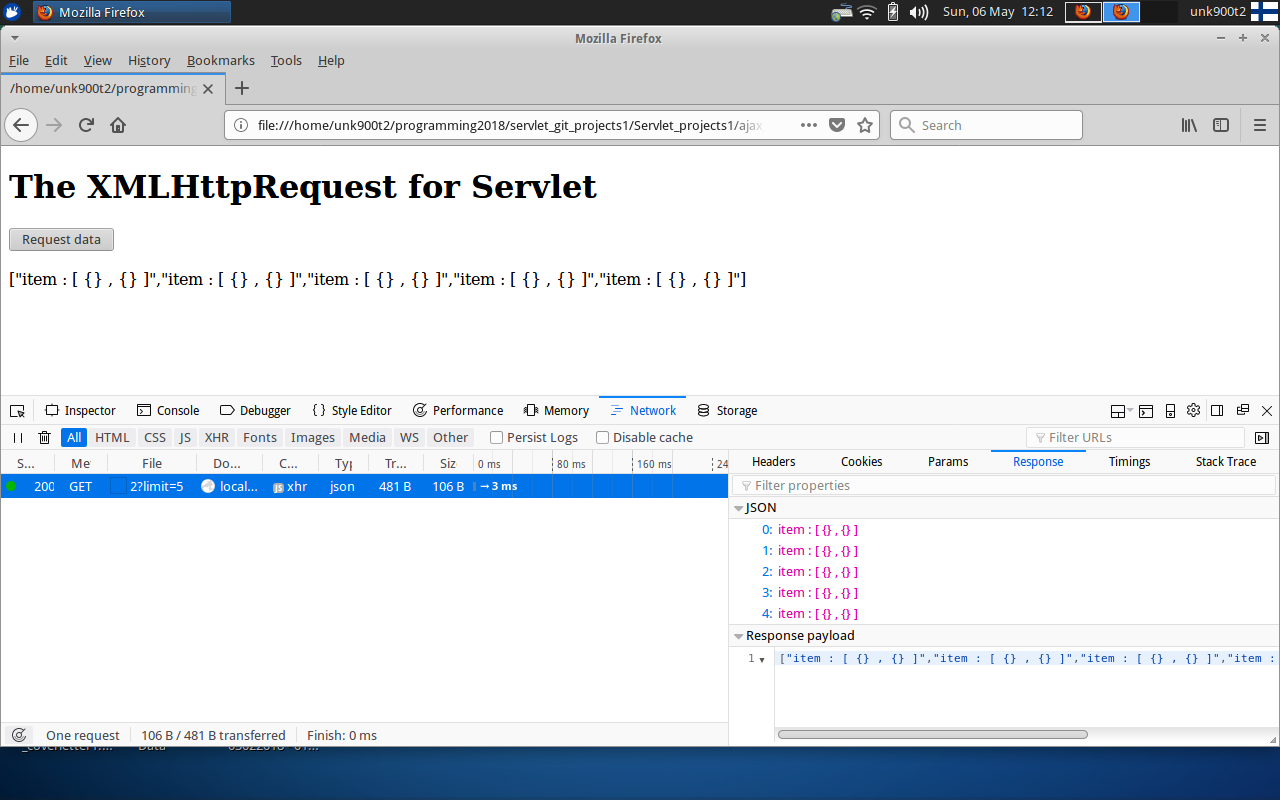 Mozilla Firefox
Sun, 06 May 12:12
unk900t2
Mozilla Firefox
File Edit View History Bookmarks Tools Help
/home/unk900t2/programming
file:///home/unk900t2/programming2018/servlet_git_projects1/Servlet_projects1/ajax
Search
The XMLHttpRequest for Servlet
Request data
["item : [ {} , {} ]","item : [ {} , {} ]","item : [ {} , {} ]","item : [ {} , {} ]","item : [ {} , {} ]"]
Inspector Console Debugger Style Editor Performance Memory Network Storage
All HTML CSS JS XHR Fonts Images Media WS Other Persist Logs Disable cache Filter URLs
S... Me File Do... C... Typ Tr... Siz 0 ms 80 ms 160 ms 24
200 GET 2?limit=5 local... JS xhr json 481 B 106 B → 3 ms
Headers Cookies Params Response Timings Stack Trace
Filter properties
JSON
0: item : [ {} , {} ]
1: item : [ {} , {} ]
2: item : [ {} , {} ]
3: item : [ {} , {} ]
4: item : [ {} , {} ]
Response payload
1 ["item : [ {} , {} ]","item : [ {} , {} ]","item : [ {} , {} ]","item :
One request 106 B / 481 B transferred Finish: 0 ms